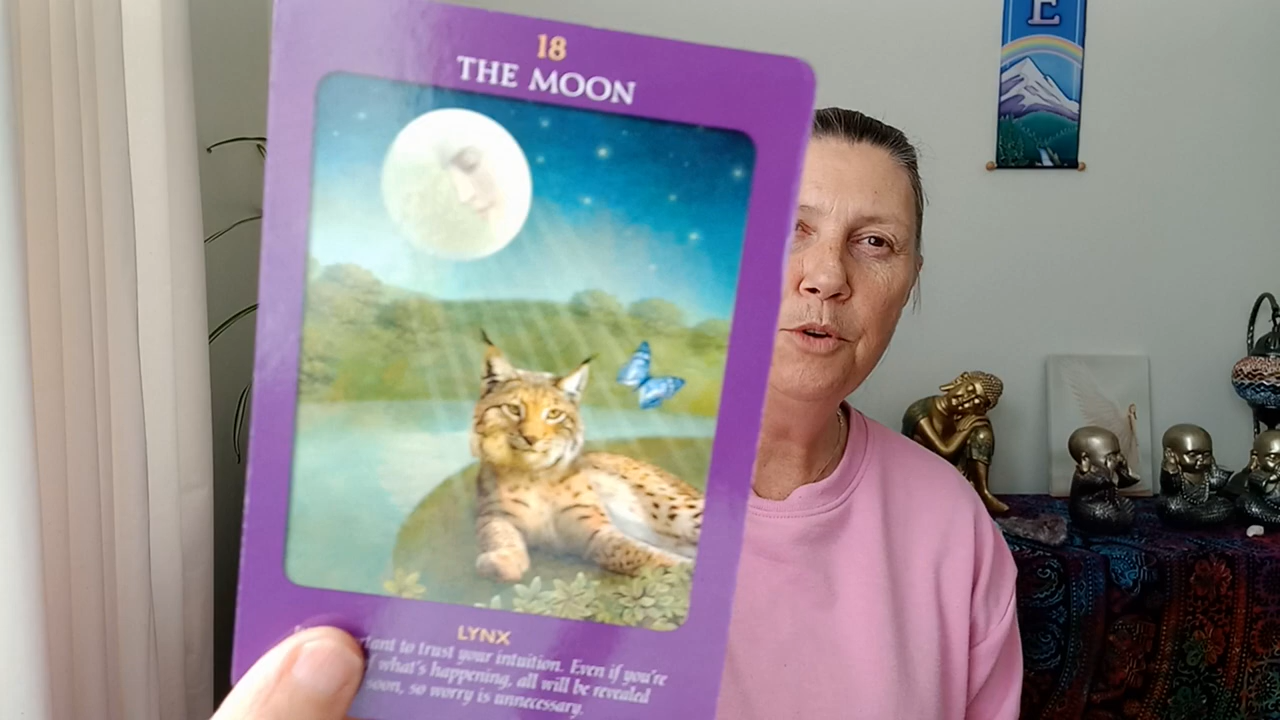 E
18
THE MOON
LYNX
tant to trust your intuition. Even if you're
f what's happening, all will be revealed
soon, so worry is unnecessary.